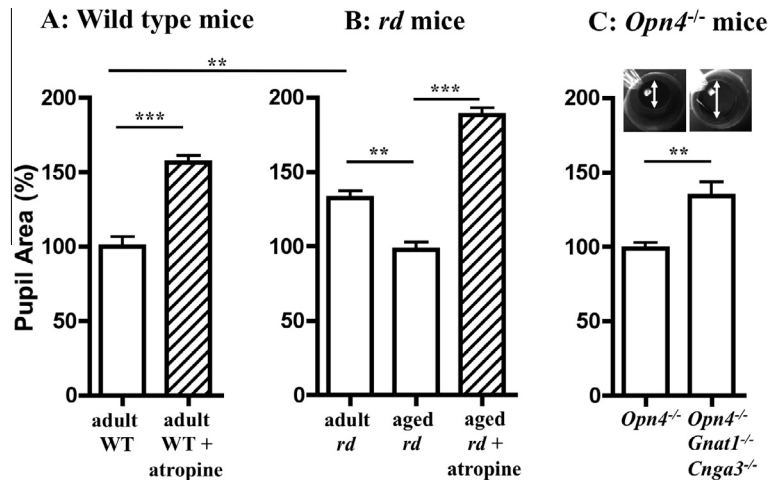 A: Wild type mice
B: rd mice
C: Opn4-/- mice
Pupil Area (%)
**
200
150
100
50
0
***
adult
WT
adult
WT +
atropine
200
150
100
50
0
**
***
adult
rd
aged
rd
aged
rd +
atropine
200
150
100
50
0
**
Opn4-/-
Opn4-/-
Gnat1-/-
Cnga3-/-